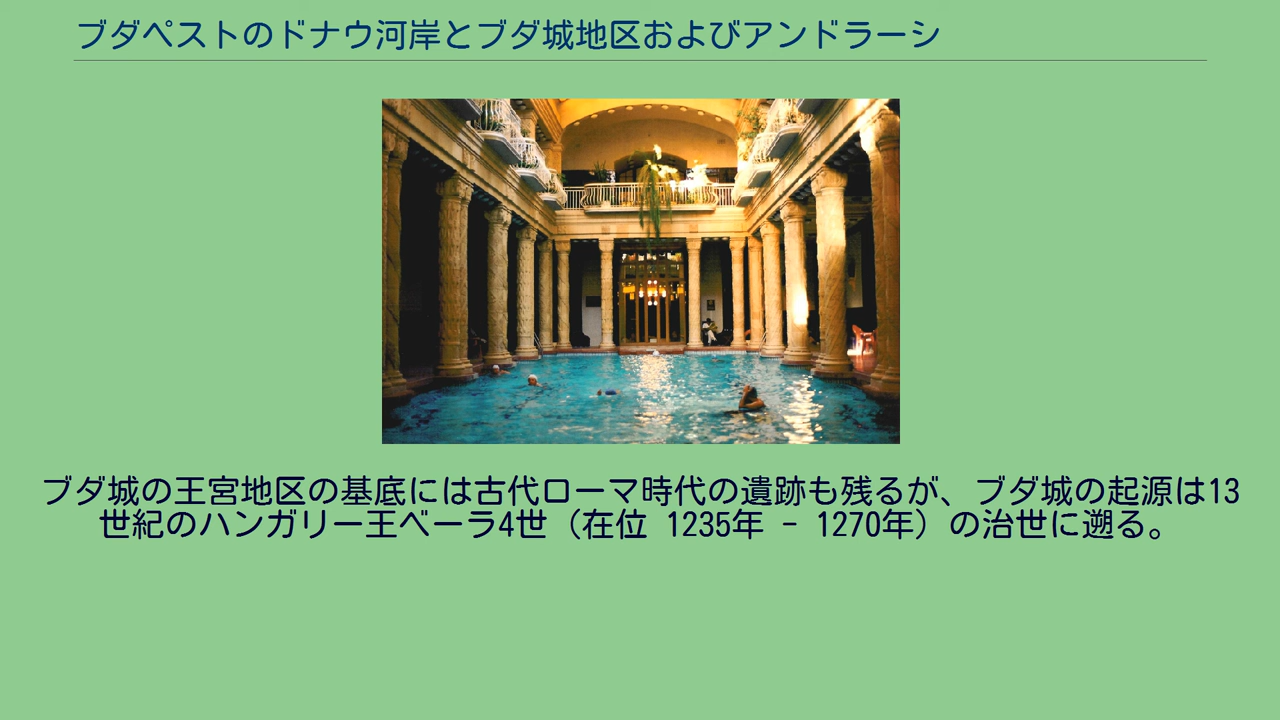 ブダペストのドナウ河岸とブダ城地区およびアンドラーシ
ブダ城の王宮地区の基底には古代ローマ時代の遺跡も残るが、ブダ城の起源は13
世紀のハンガリー王ベーラ4世（在位 1235年 - 1270年）の治世に遡る。